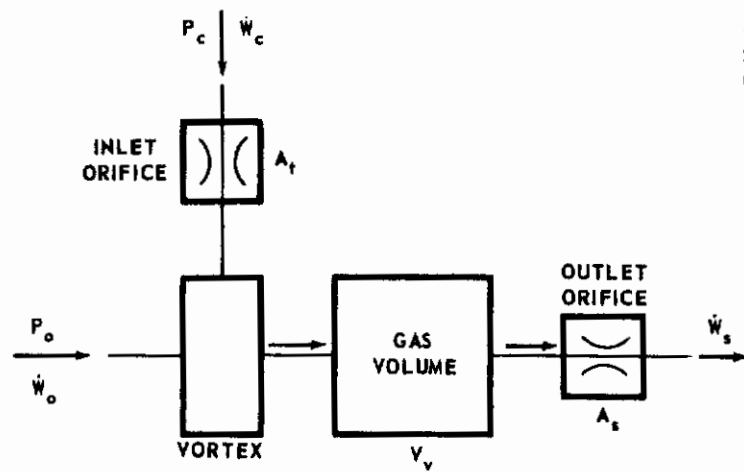 P_c Ẇ_c
INLET
ORIFICE
A_t
OUTLET
ORIFICE
P_o
Ẇ_o
GAS
VOLUME
Ẇ_s
VORTEX
V_v
A_s